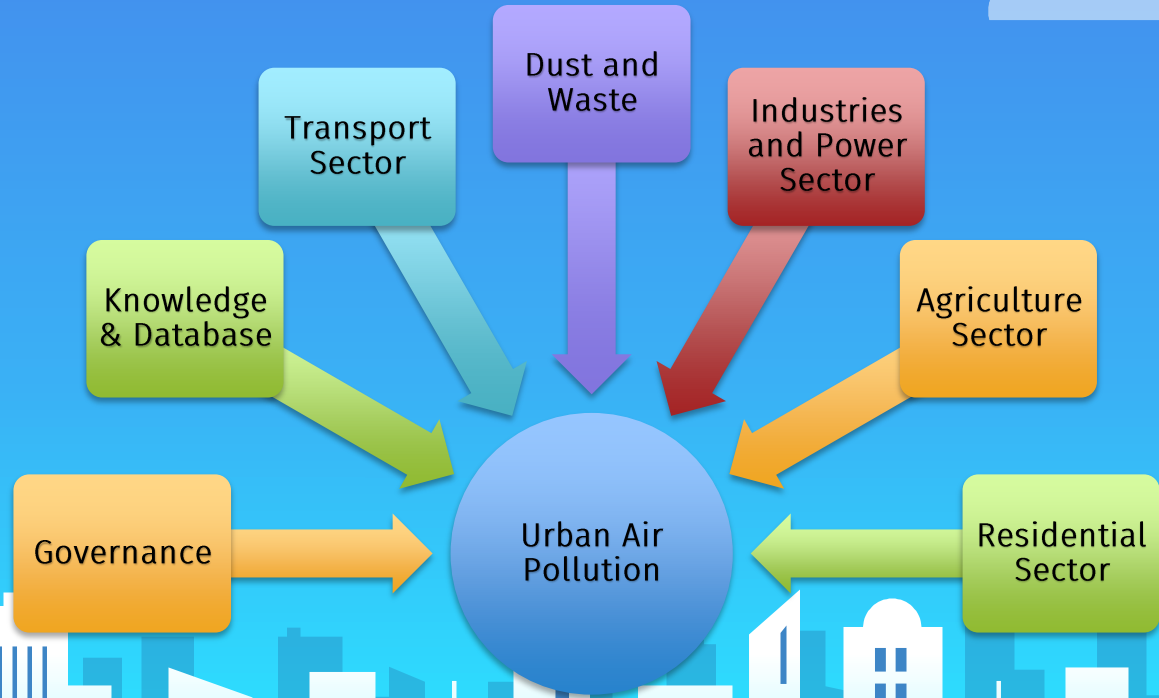 Dust and
Waste
Transport
Sector
Industries
and Power
Sector
Knowledge
& Database
Agriculture
Sector
Governance
Urban Air
Pollution
Residential
Sector